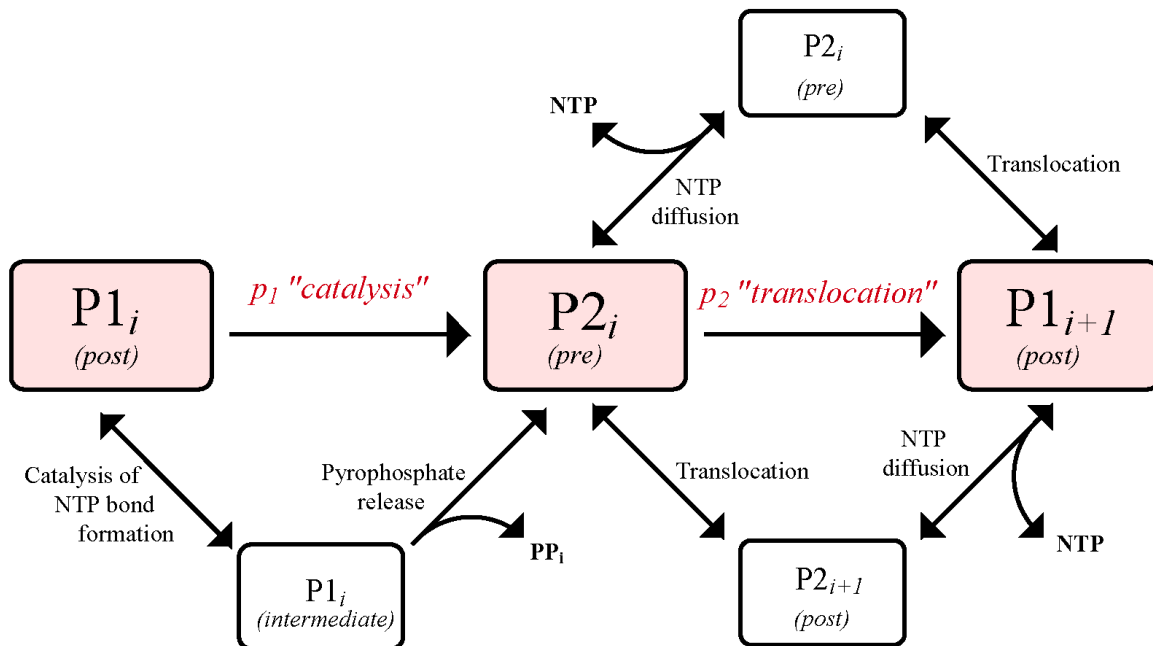 P2i
(pre)
NTP
NTP
diffusion
Translocation
P1i
(post)
p1 "catalysis"
P2i
(pre)
p2 "translocation"
P1i+1
(post)
Catalysis of
NTP bond
formation
Pyrophosphate
release
PPi
P1i
(intermediate)
Translocation
NTP
diffusion
NTP
P2i+1
(post)